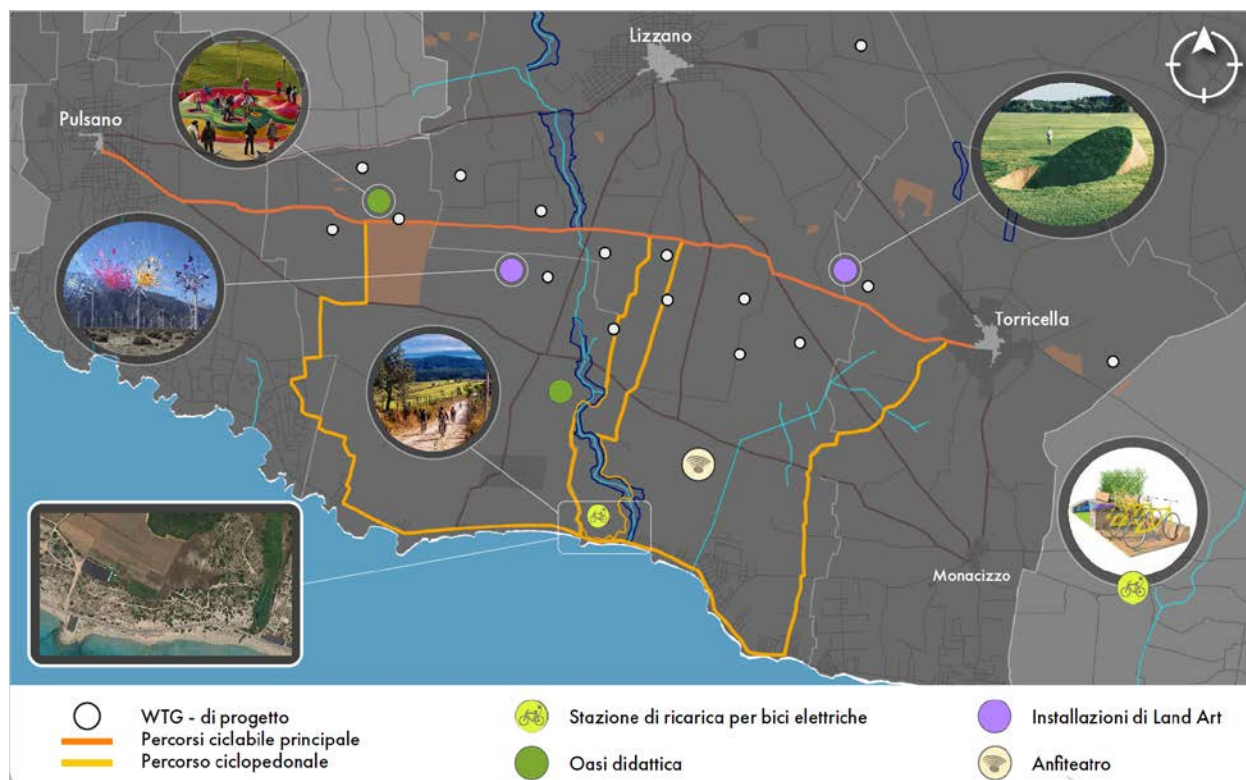 Lizzano
Pulsano
Torricella
Monacizzo
WTG - di progetto
Percorsi ciclabile principale
Percorso ciclopedonale
Stazione di ricarica per bici elettriche
Oasi didattica
Installazioni di Land Art
Anfiteatro